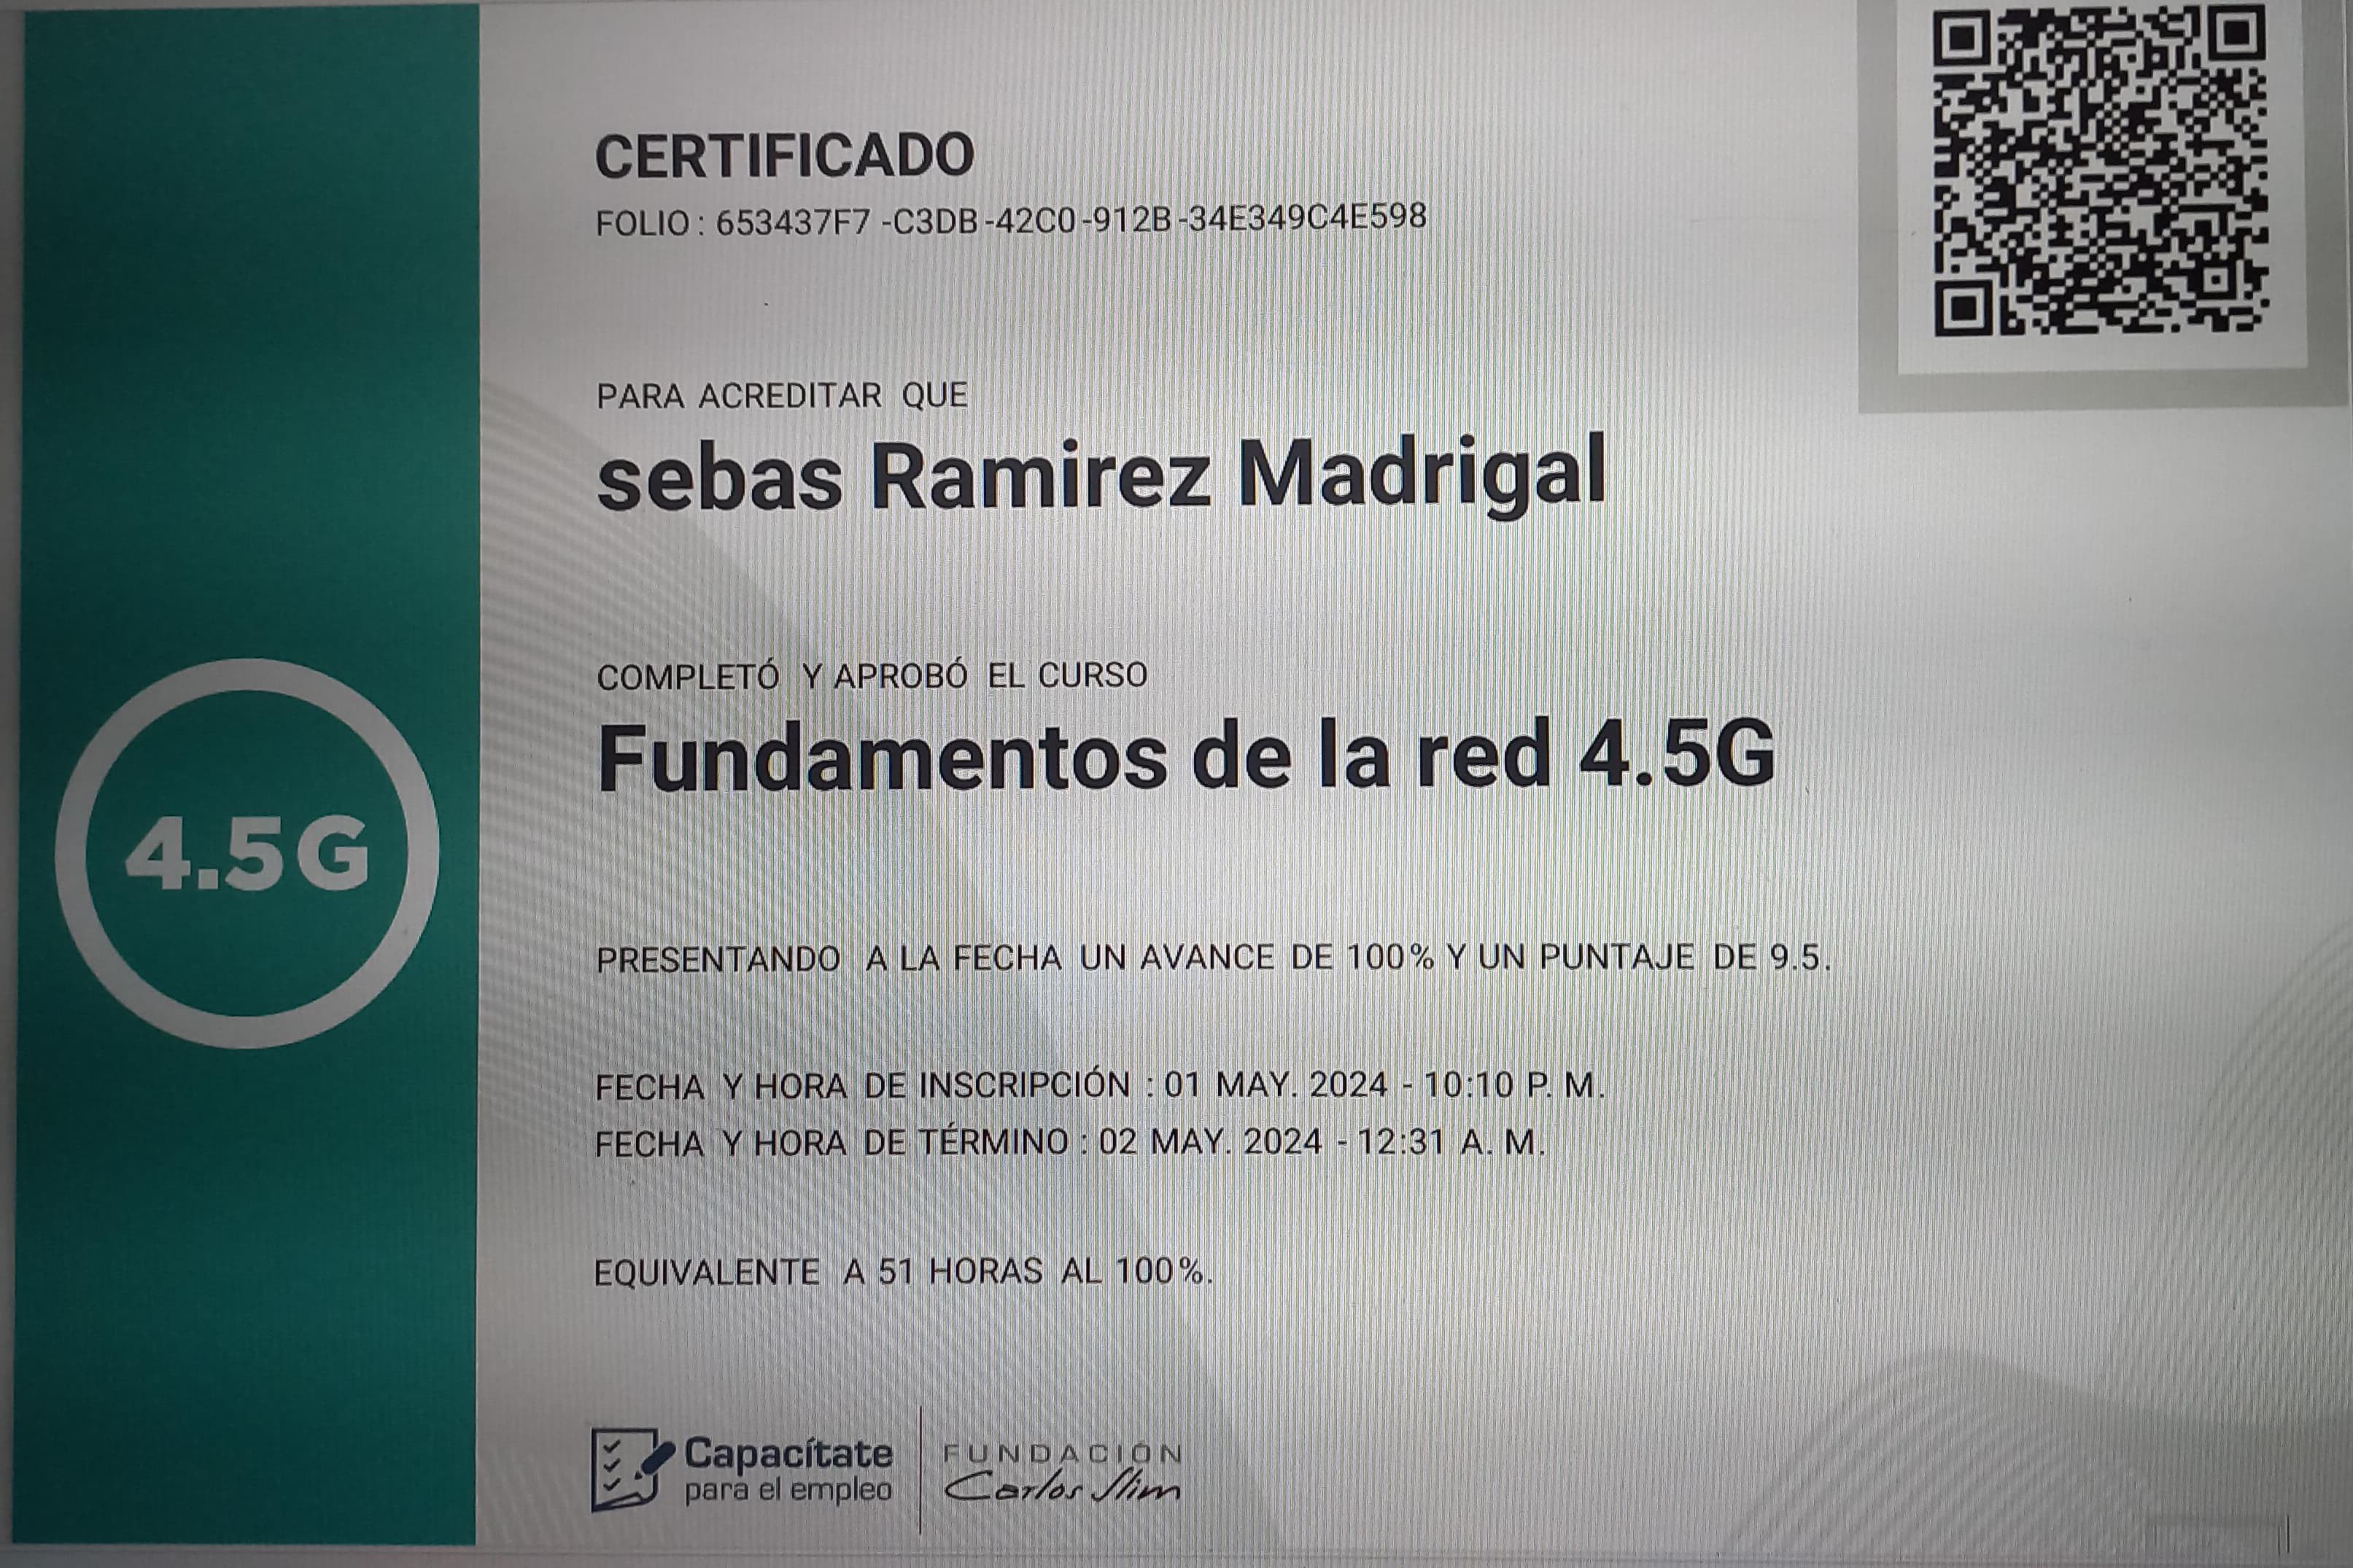 CERTIFICADO
FOLIO : 653437F7 -C3DB -42C0 -912B -34E349C4E598
PARA ACREDITAR QUE
sebas Ramirez Madrigal
COMPLETÓ Y APROBÓ EL CURSO
Fundamentos de la red 4.5G
4.5G
PRESENTANDO A LA FECHA UN AVANCE DE 100% Y UN PUNTAJE DE 9.5.
FECHA Y HORA DE INSCRIPCIÓN : 01 MAY. 2024 - 10:10 P. M.
FECHA Y HORA DE TÉRMINO : 02 MAY. 2024 - 12:31 A. M.
EQUIVALENTE A 51 HORAS AL 100%.
Capacítate
para el empleo
FUNDACIÓN
Carlos Slim